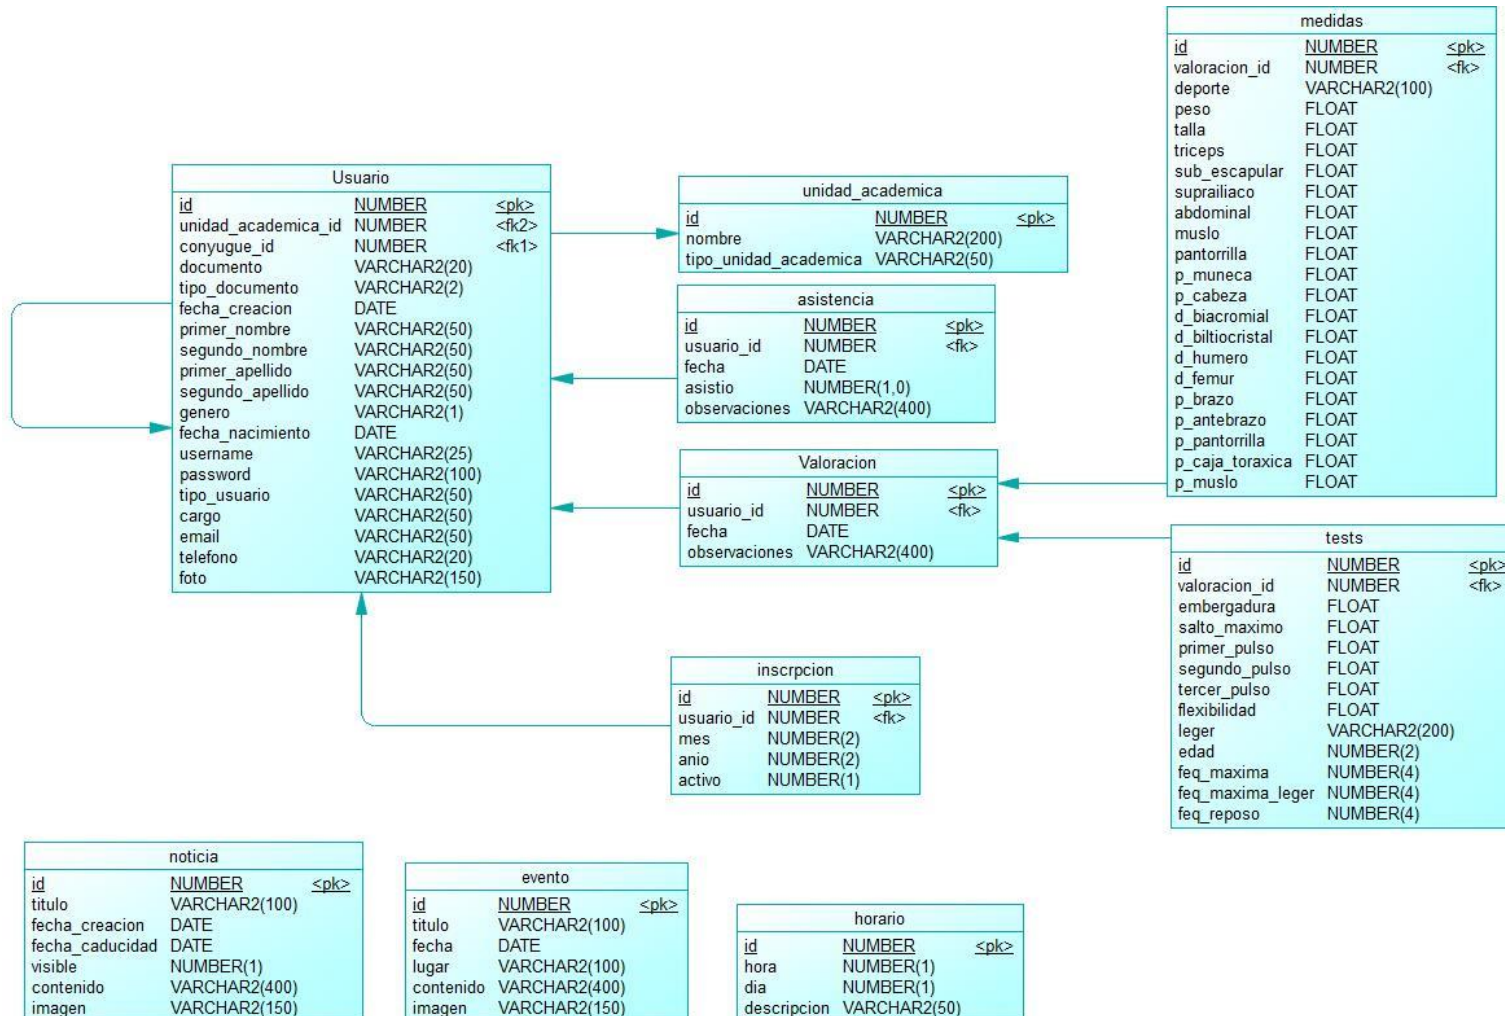 medidas
id NUMBER <pk>
valoracion_id NUMBER <fk>
deporte VARCHAR2(100)
peso FLOAT
talla FLOAT
triceps FLOAT
sub_escapular FLOAT
suprailiaco FLOAT
abdominal FLOAT
muslo FLOAT
pantorrilla FLOAT
p_muneca FLOAT
p_cabeza FLOAT
d_biacromial FLOAT
d_biltiocristal FLOAT
d_humero FLOAT
d_femur FLOAT
p_brazo FLOAT
p_antebrazo FLOAT
p_pantorrilla FLOAT
p_caja_toraxica FLOAT
p_muslo FLOAT
Usuario
id NUMBER <pk>
unidad_academica_id NUMBER <fk2>
conyugue_id NUMBER <fk1>
documento VARCHAR2(20)
tipo_documento VARCHAR2(2)
fecha_creacion DATE
primer_nombre VARCHAR2(50)
segundo_nombre VARCHAR2(50)
primer_apellido VARCHAR2(50)
segundo_apellido VARCHAR2(50)
genero VARCHAR2(1)
fecha_nacimiento DATE
username VARCHAR2(25)
password VARCHAR2(100)
tipo_usuario VARCHAR2(50)
cargo VARCHAR2(50)
email VARCHAR2(50)
telefono VARCHAR2(20)
foto VARCHAR2(150)
unidad_academica
id NUMBER <pk>
nombre VARCHAR2(200)
tipo_unidad_academica VARCHAR2(50)
asistencia
id NUMBER <pk>
usuario_id NUMBER <fk>
fecha DATE
asistio NUMBER(1,0)
observaciones VARCHAR2(400)
Valoracion
id NUMBER <pk>
usuario_id NUMBER <fk>
fecha DATE
observaciones VARCHAR2(400)
tests
id NUMBER <pk>
valoracion_id NUMBER <fk>
embergadura FLOAT
salto_maximo FLOAT
primer_pulso FLOAT
segundo_pulso FLOAT
tercer_pulso FLOAT
flexibilidad FLOAT
leger VARCHAR2(200)
edad NUMBER(2)
feq_maxima NUMBER(4)
feq_maxima_leger NUMBER(4)
feq_reposo NUMBER(4)
inscrpcion
id NUMBER <pk>
usuario_id NUMBER <fk>
mes NUMBER(2)
anio NUMBER(2)
activo NUMBER(1)
noticia
id NUMBER <pk>
titulo VARCHAR2(100)
fecha_creacion DATE
fecha_caducidad DATE
visible NUMBER(1)
contenido VARCHAR2(400)
imagen VARCHAR2(150)
evento
id NUMBER <pk>
titulo VARCHAR2(100)
fecha DATE
lugar VARCHAR2(100)
contenido VARCHAR2(400)
imagen VARCHAR2(150)
horario
id NUMBER <pk>
hora NUMBER(1)
dia NUMBER(1)
descripcion VARCHAR2(50)